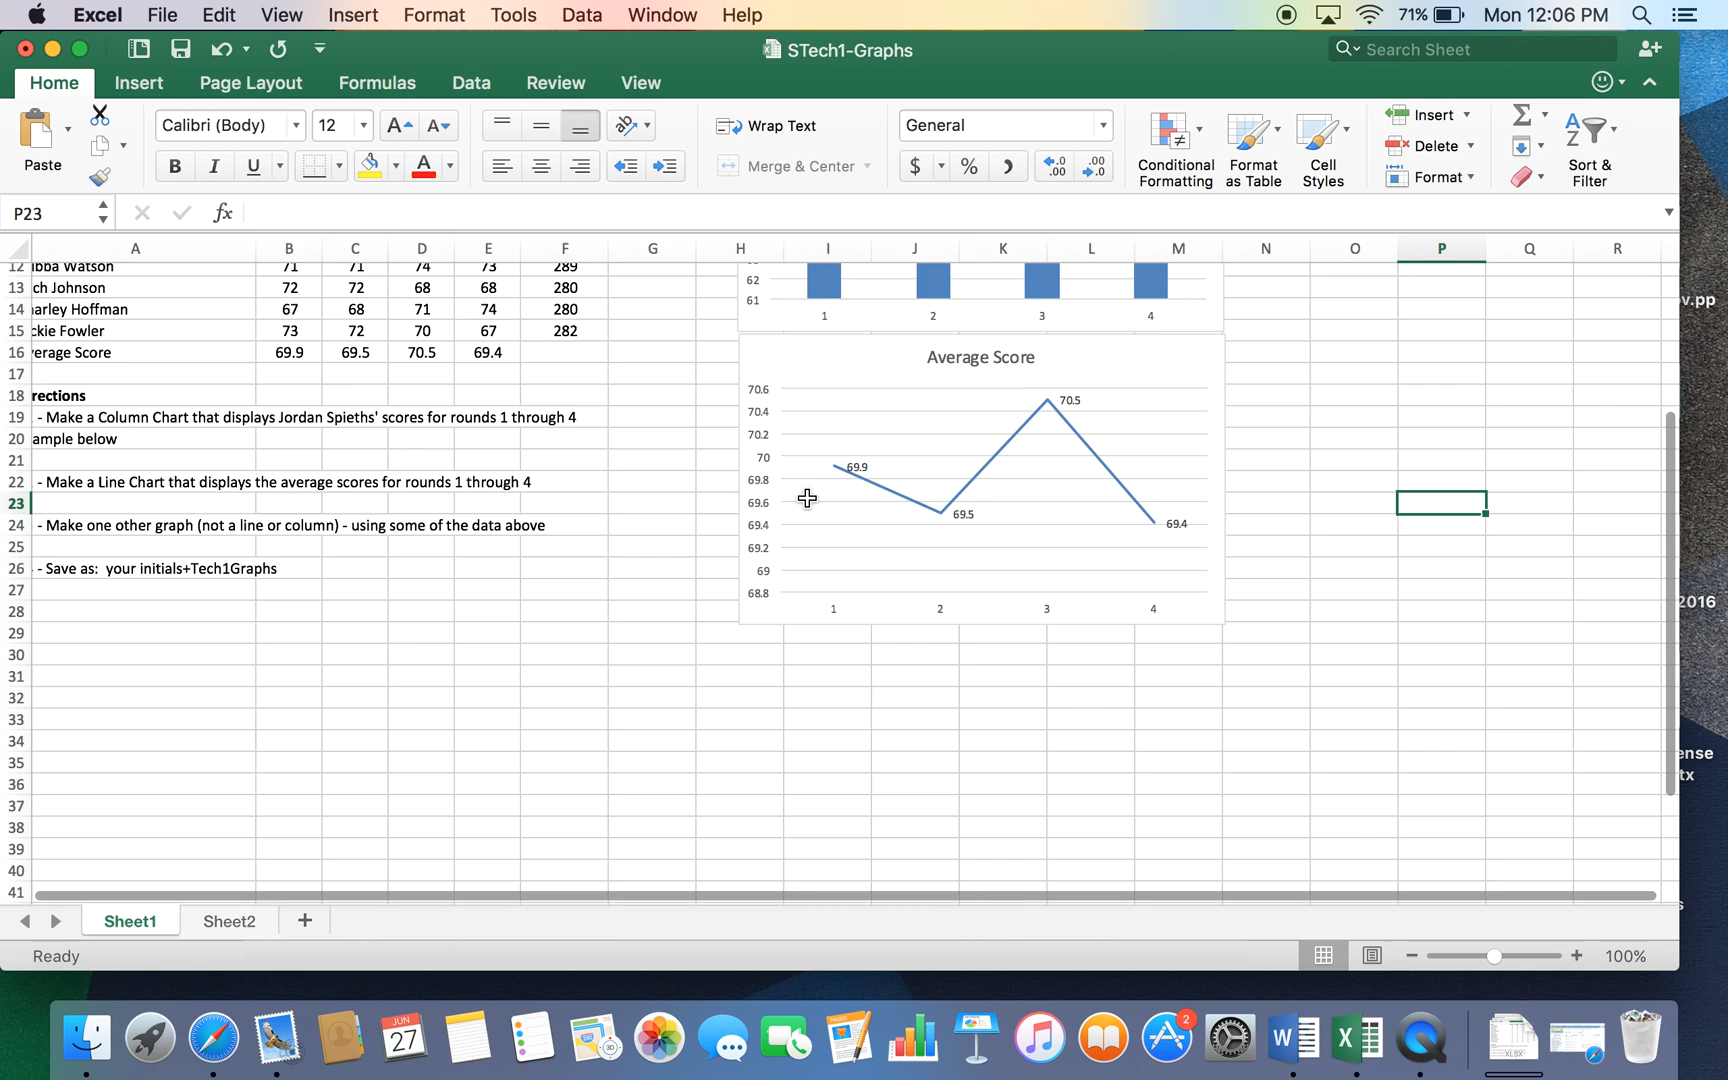 Excel File Edit View Insert Format Tools Data Window Help 71% Mon 12:06 PM
STech1-Graphs Search Sheet
Home Insert Page Layout Formulas Data Review View
Paste Calibri (Body) 12 A A Wrap Text General Insert
B I U A Merge & Center $ % Conditional Formatting Format as Table Cell Styles Delete Format Sort & Filter
P23 fx
A B C D E F G H I J K L M N O P Q R
12 ibba Watson 71 71 74 73 289
13 ch Johnson 72 72 68 68 280
14 arley Hoffman 67 68 71 74 280
15 ckie Fowler 73 72 70 67 282
16 verage Score 69.9 69.5 70.5 69.4
17
18 rections
19 - Make a Column Chart that displays Jordan Spieths' scores for rounds 1 through 4
20 ample below
21
22 - Make a Line Chart that displays the average scores for rounds 1 through 4
23
24 - Make one other graph (not a line or column) - using some of the data above
25
26 - Save as: your initials+Tech1Graphs
27
28
29
30
31
32
33
34
35
36
37
38
39
40
41
62
61
1 2 3 4
Average Score
70.6
70.4
70.2
70
69.8
69.6
69.4
69.2
69
68.8
69.9 69.5 70.5 69.4
1 2 3 4
Sheet1 Sheet2 +
Ready 100%
v.pp
2016
ense
tx
s
JUN
27
3D
PAGES
2
W
X
XLSX